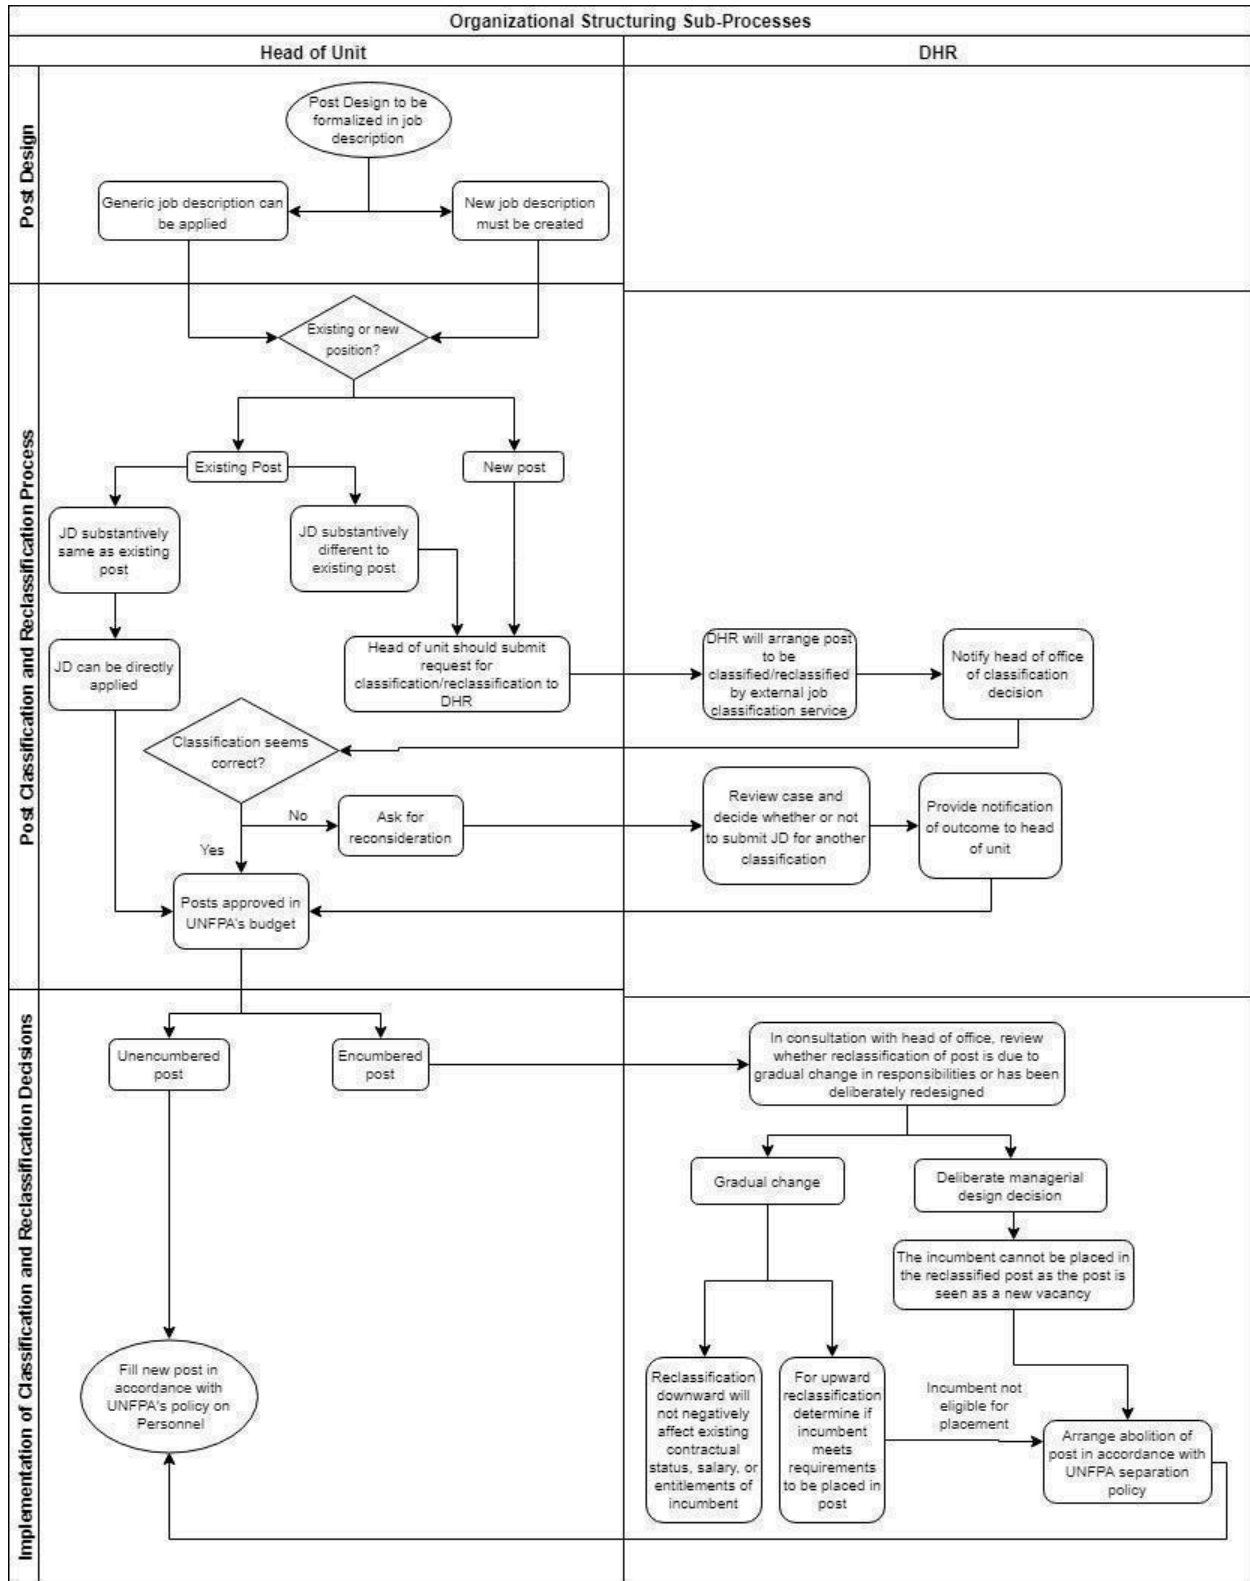 Organizational Structuring Sub-Processes
Head of Unit
DHR
Post Design
Post Design to be
formalized in job
description
Generic job description can
be applied
New job description
must be created
Post Classification and Reclassification Process
Existing or new
position?
Existing Post
New post
JD substantively
same as existing
post
JD substantively
different to
existing post
JD can be directly
applied
Head of unit should submit
request for
classification/reclassification to
DHR
DHR will arrange post
to be
classified/reclassified
by external job
classification service
Notify head of office
of classification
decision
Classification seems
correct?
No
Yes
Ask for
reconsideration
Review case and
decide whether or not
to submit JD for another
classification
Provide notification
of outcome to head
of unit
Posts approved in
UNFPA's budget
Implementation of Classification and Reclassification Decisions
Unencumbered
post
Encumbered
post
In consultation with head of office, review
whether reclassification of post is due to
gradual change in responsibilities or has been
deliberately redesigned
Gradual change
Deliberate managerial
design decision
The incumbent cannot be placed in
the reclassified post as the post is
seen as a new vacancy
Fill new post in
accordance with
UNFPA's policy on
Personnel
Reclassification
downward will
not negatively
affect existing
contractual
status, salary, or
entitlements of
incumbent
For upward
reclassification
determine if
incumbent
meets
requirements
to be placed in
post
Incumbent not
eligible for
placement
Arrange abolition of
post in accordance with
UNFPA separation
policy